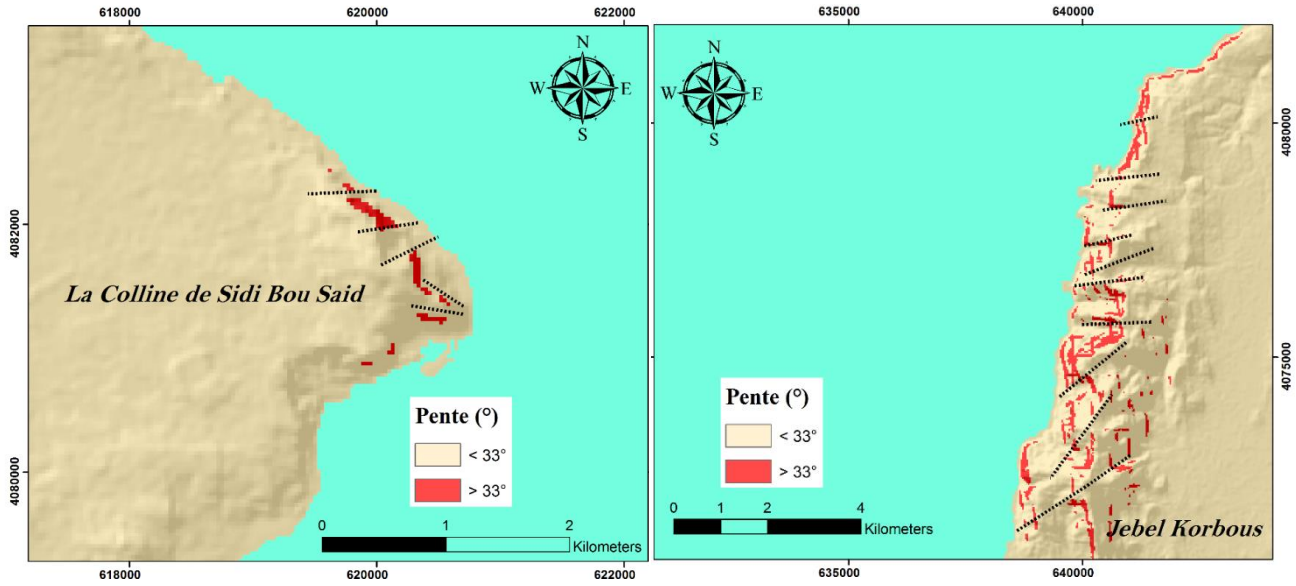 618000
620000
622000
635000
640000
N
W
E
S
N
W
E
S
4082000
4080000
La Colline de Sidi Bou Said
Pente (°)
< 33°
> 33°
0
1
2
Kilometers
618000
620000
622000
4080000
4075000
Pente (°)
< 33°
> 33°
0
1
2
4
Kilometers
Jebel Korbous
635000
640000